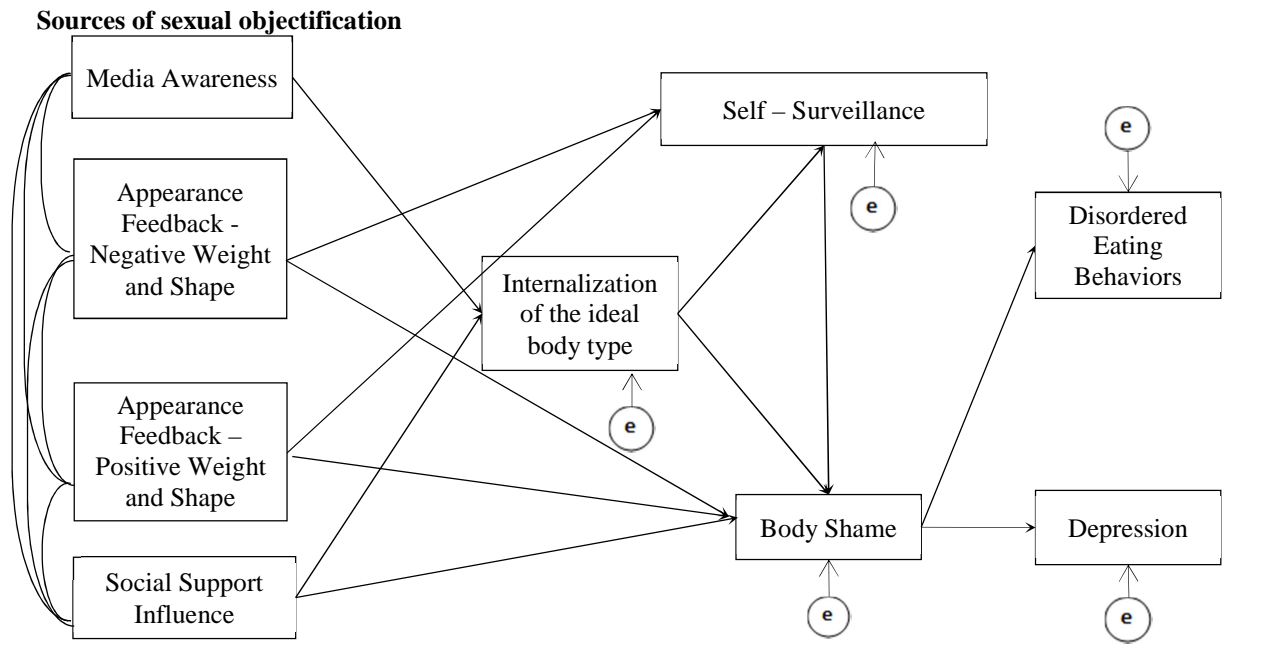 Sources of sexual objectification
Media Awareness
Appearance
Feedback -
Negative Weight
and Shape
Appearance
Feedback –
Positive Weight
and Shape
Social Support
Influence
Internalization
of the ideal
body type
e
Self – Surveillance
e
Body Shame
e
e
Disordered
Eating
Behaviors
Depression
e